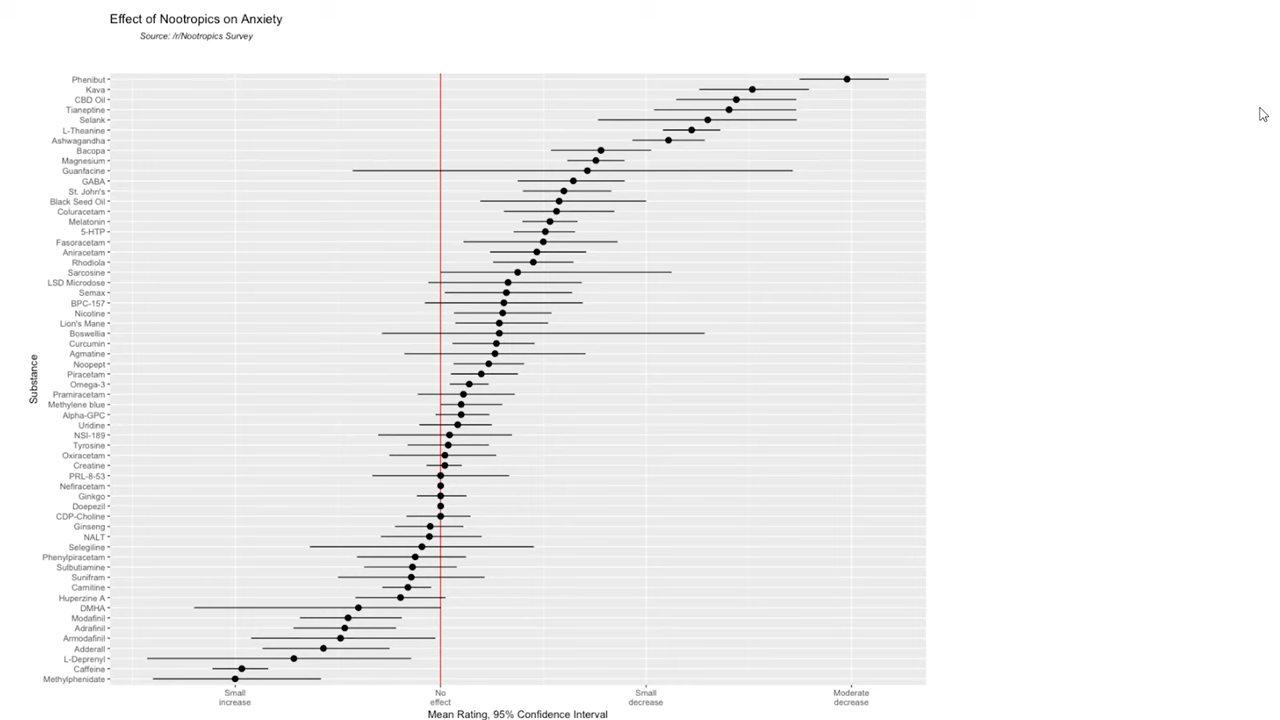 Effect of Nootropics on Anxiety
Source: /r/Nootropics Survey
Substance
Phenibut
Kava
CBD Oil
Tianeptine
Selank
L-Theanine
Ashwagandha
Bacopa
Magnesium
Guanfacine
GABA
St. John's
Black Seed Oil
Coluracetam
Melatonin
5-HTP
Fasoracetam
Aniracetam
Rhodiola
Sarcosine
LSD Microdose
Semax
BPC-157
Nicotine
Lion's Mane
Boswellia
Curcumin
Agmatine
Noopept
Piracetam
Omega-3
Pramiracetam
Methylene blue
Alpha-GPC
Uridine
NSI-189
Tyrosine
Oxiracetam
Creatine
PRL-8-53
Nefiracetam
Ginkgo
Doepezil
CDP-Choline
Ginseng
NALT
Selegiline
Phenylpiracetam
Sulbutiamine
Sunifram
Carnitine
Huperzine A
DMHA
Modafinil
Adrafinil
Armodafinil
Adderall
L-Deprenyl
Caffeine
Methylphenidate
Small increase
No effect
Small decrease
Moderate decrease
Mean Rating, 95% Confidence Interval